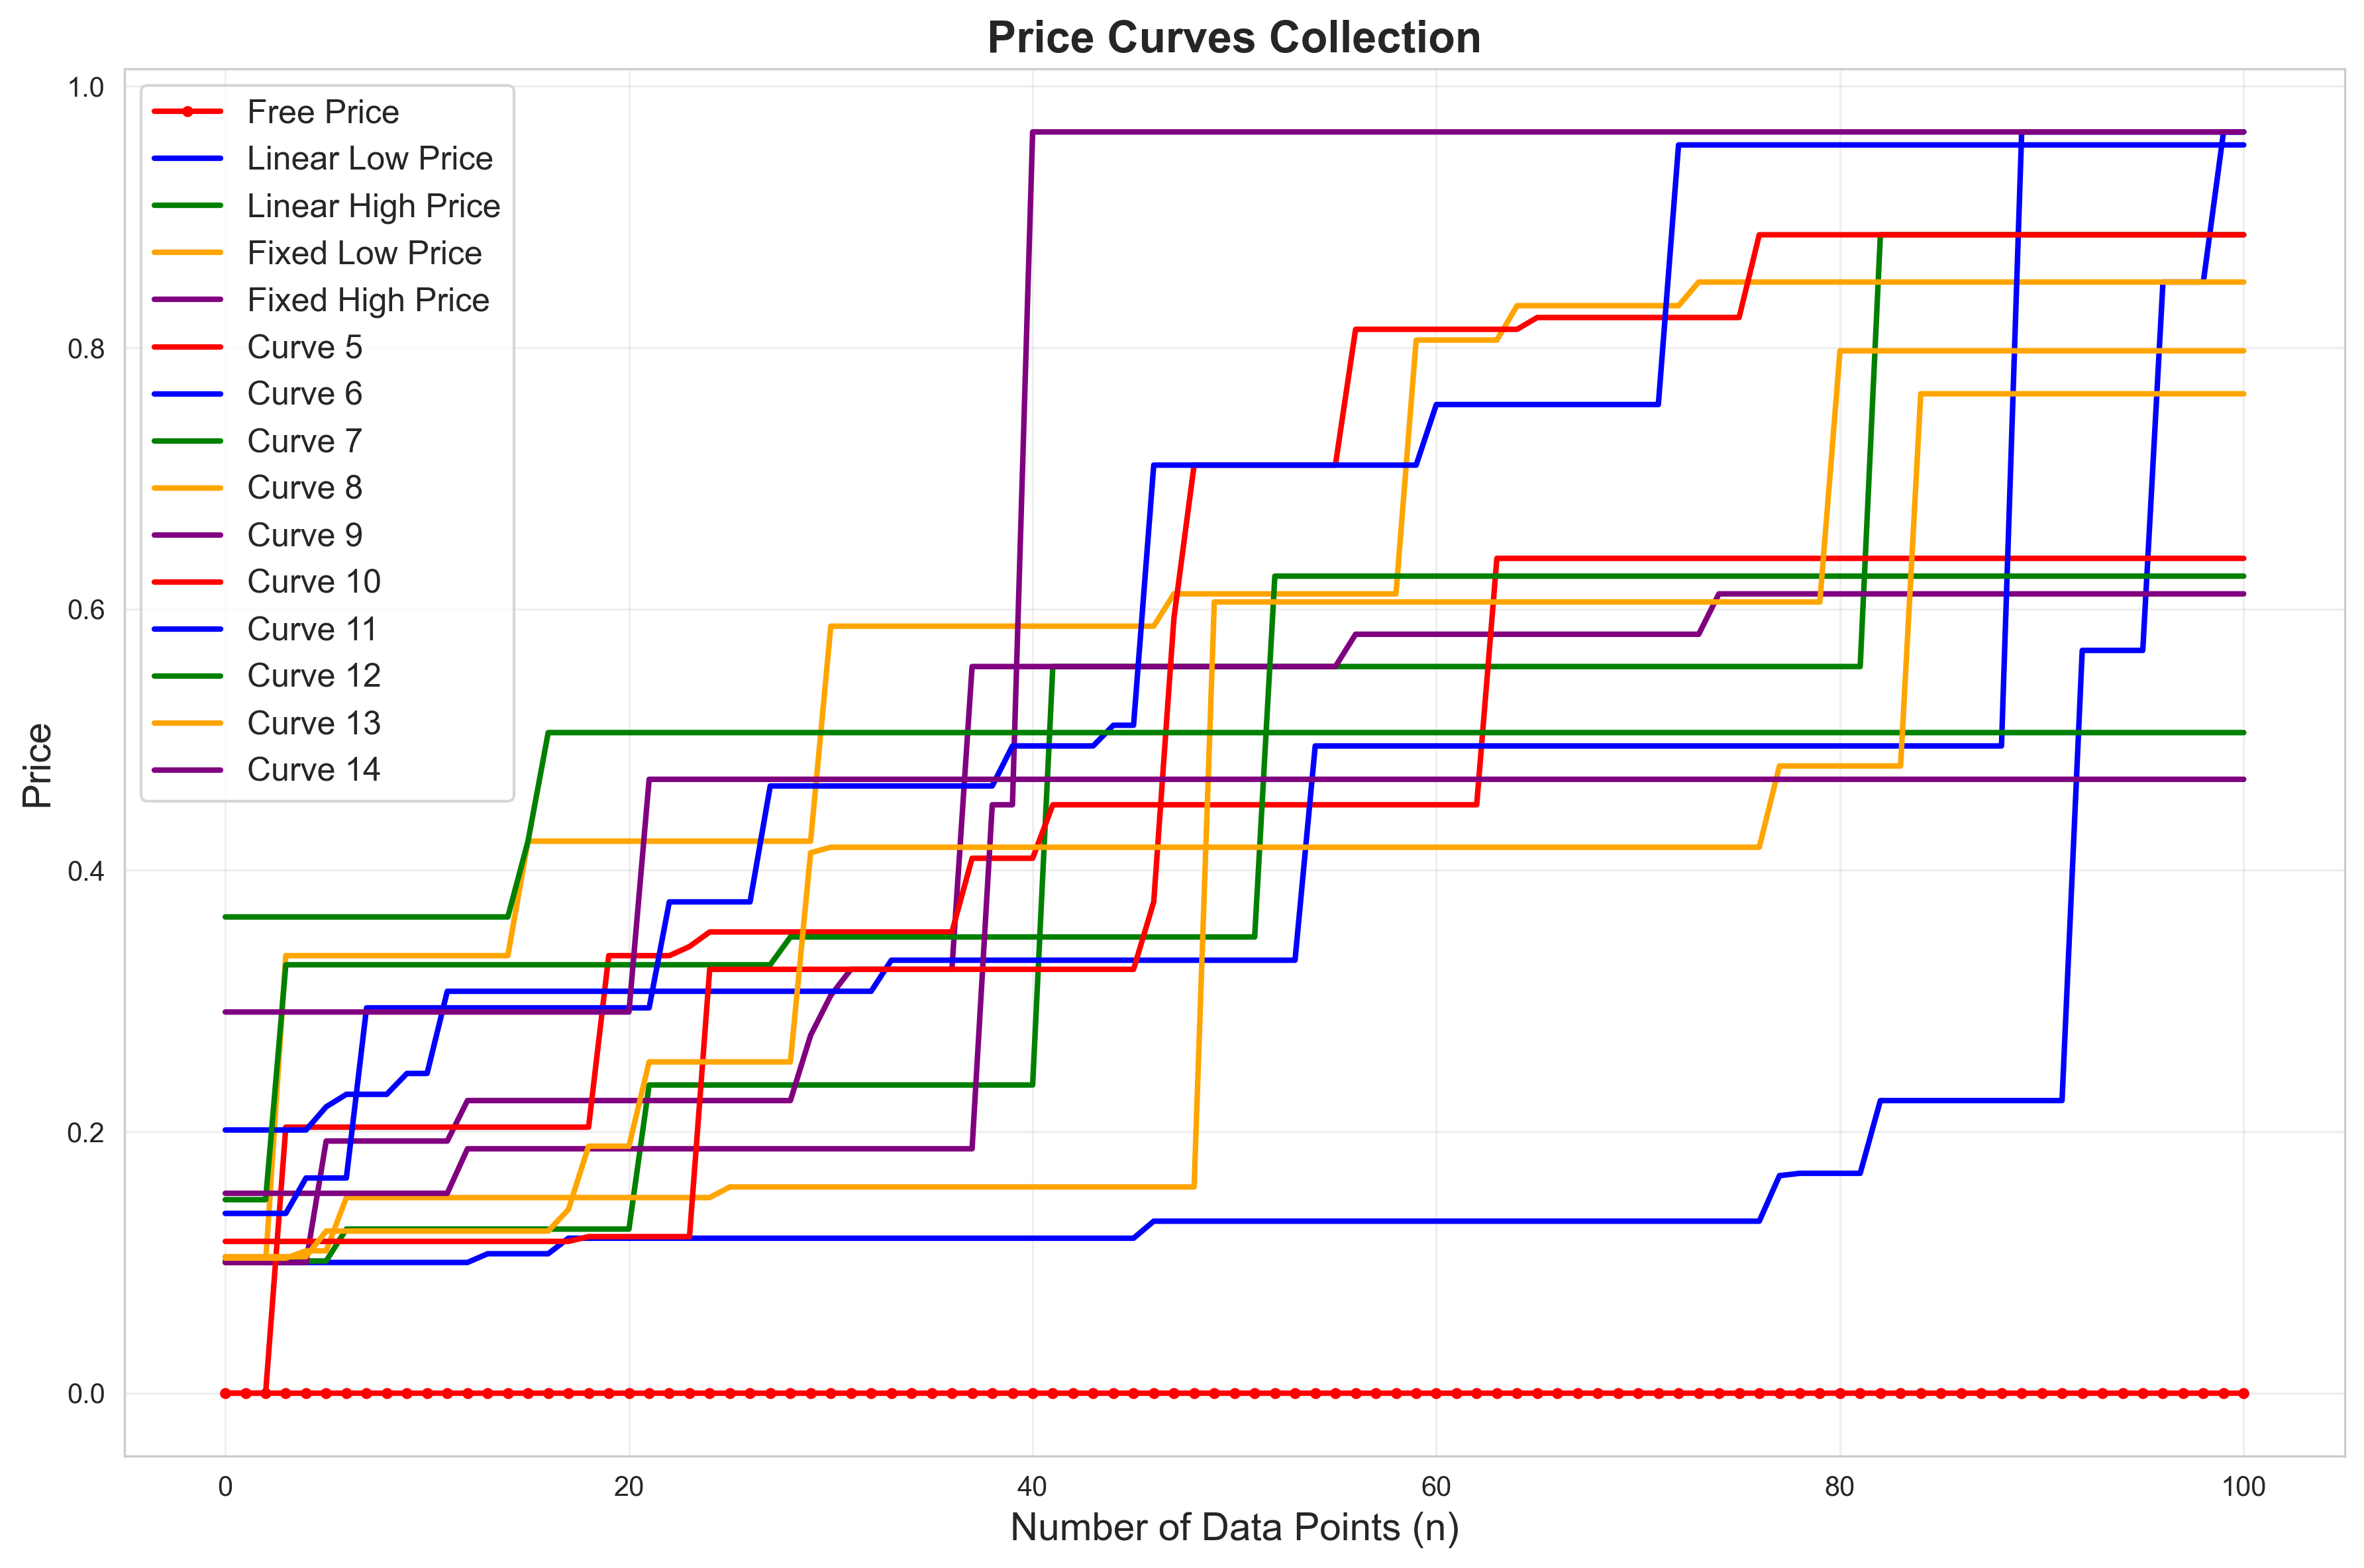 Price Curves Collection
1.0
0.8
0.6
0.4
0.2
0.0
Price
Free Price
Linear Low Price
Linear High Price
Fixed Low Price
Fixed High Price
Curve 5
Curve 6
Curve 7
Curve 8
Curve 9
Curve 10
Curve 11
Curve 12
Curve 13
Curve 14
0 20 40 60 80 100
Number of Data Points (n)